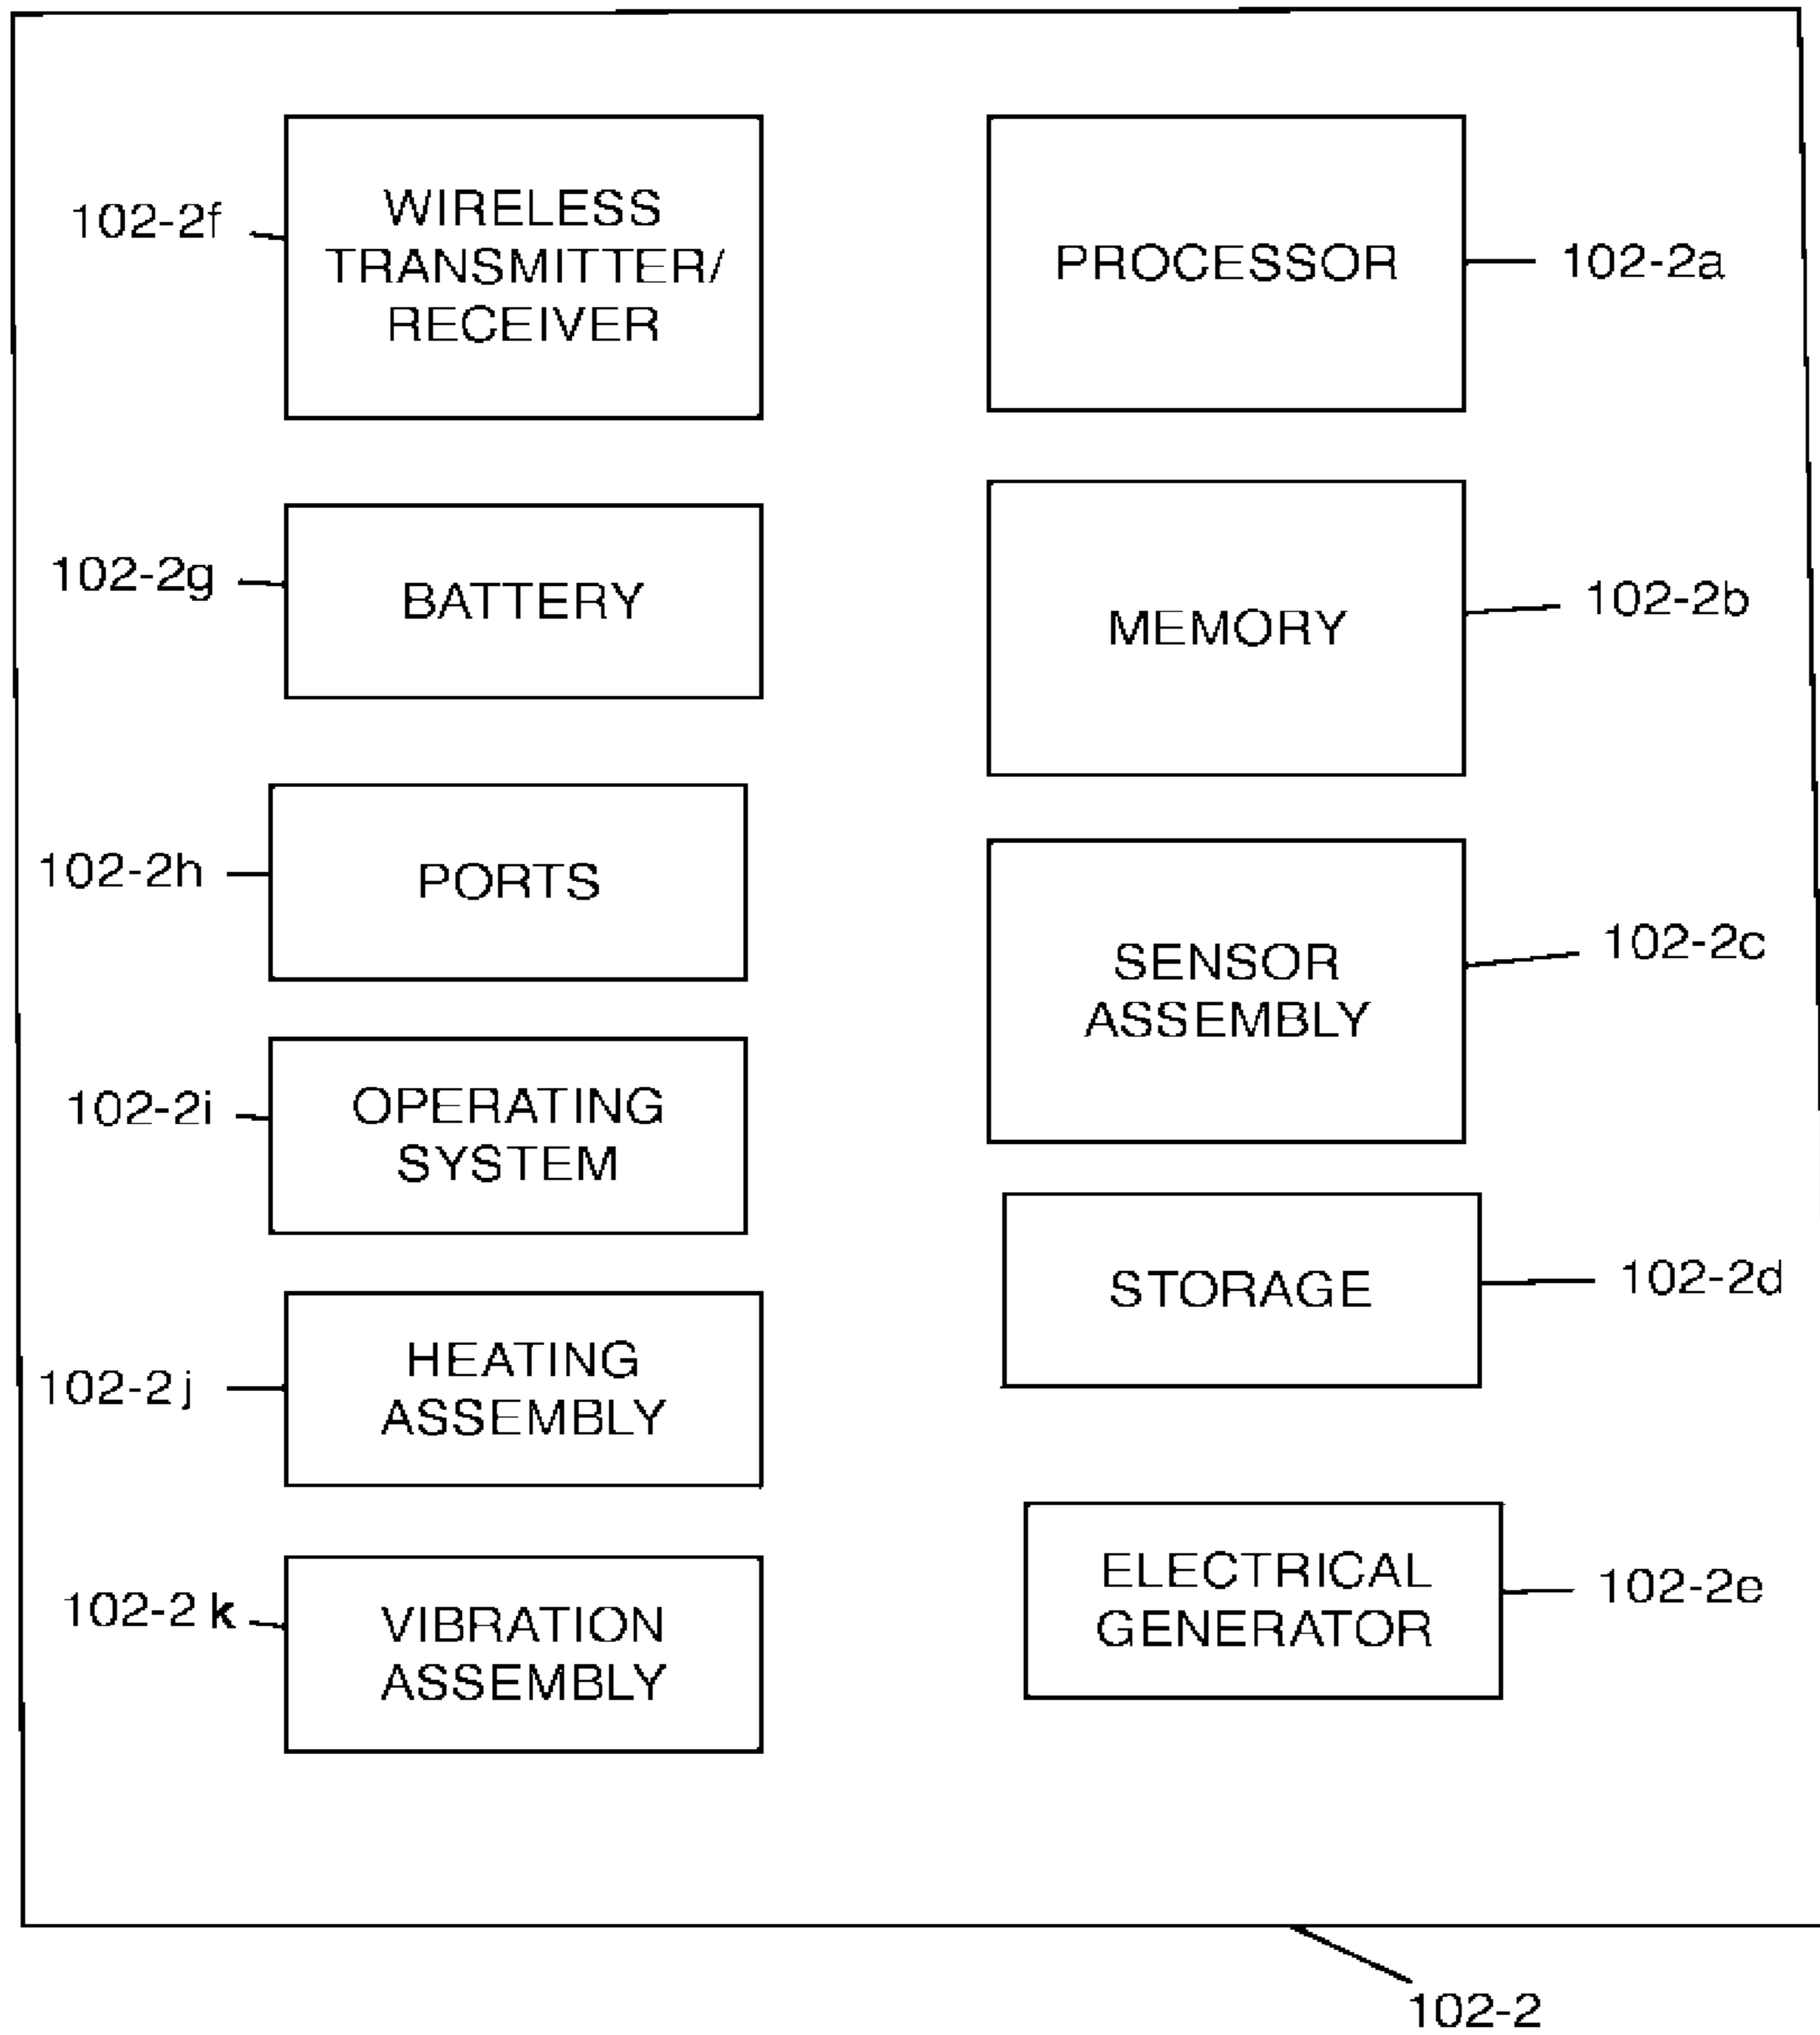 102-2f
WIRELESS
TRANSMITTER/
RECEIVER
PROCESSOR
102-2a
102-2g
BATTERY
MEMORY
102-2b
102-2h
PORTS
SENSOR
ASSEMBLY
102-2c
102-2i
OPERATING
SYSTEM
STORAGE
102-2d
102-2j
HEATING
ASSEMBLY
ELECTRICAL
GENERATOR
102-2e
102-2k
VIBRATION
ASSEMBLY
102-2